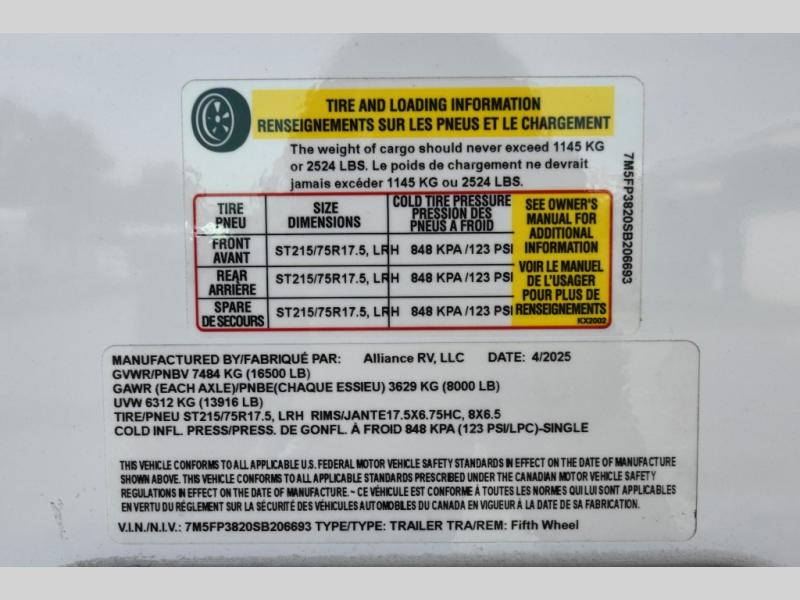 TIRE AND LOADING INFORMATION
RENSEIGNEMENTS SUR LES PNEUS ET LE CHARGEMENT
The weight of cargo should never exceed 1145 KG
or 2524 LBS. Le poids de chargement ne devrait
jamais excéder 1145 KG ou 2524 LBS.
TIRE PNEU SIZE DIMENSIONS COLD TIRE PRESSURE PRESSION DES PNEUS A FROID
FRONT AVANT ST215/75R17.5, LRH 848 KPA /123 PSI
REAR ARRIÈRE ST215/75R17.5, LRH 848 KPA /123 PSI
SPARE DE SECOURS ST215/75R17.5, LRH 848 KPA /123 PSI
SEE OWNER'S
MANUAL FOR
ADDITIONAL
INFORMATION
VOIR LE MANUEL
DE L'USAGER
POUR PLUS DE
RENSEIGNEMENTS
KX2002
7M5FP3820SB206693
MANUFACTURED BY/FABRIQUÉ PAR: Alliance RV, LLC DATE: 4/2025
GVWR/PNBV 7484 KG (16500 LB)
GAWR (EACH AXLE)/PNBE(CHAQUE ESSIEU) 3629 KG (8000 LB)
UVW 6312 KG (13916 LB)
TIRE/PNEU ST215/75R17.5, LRH RIMS/JANTE17.5X6.75HC, 8X6.5
COLD INFL. PRESS/PRESS. DE GONFL. À FROID 848 KPA (123 PSI/LPC)-SINGLE
THIS VEHICLE CONFORMS TO ALL APPLICABLE U.S. FEDERAL MOTOR VEHICLE SAFETY STANDARDS IN EFFECT ON THE DATE OF MANUFACTURE
SHOWN ABOVE. THIS VEHICLE CONFORMS TO ALL APPLICABLE STANDARDS PRESCRIBED UNDER THE CANADIAN MOTOR VEHICLE SAFETY
REGULATIONS IN EFFECT ON THE DATE OF MANUFACTURE. ~ CE VÉHICULE EST CONFORME À TOUTES LES NORMES QUI LUI SONT APPLICABLES
EN VERTU DU RÉGLEMENT SUR LA SÉCURITÉ DES VÉHICULES AUTOMOBILES DU CANADA EN VIGUEUR À LA DATE DE SA FABRICATION.
V.I.N./N.I.V.: 7M5FP3820SB206693 TYPE/TYPE: TRAILER TRA/REM: Fifth Wheel